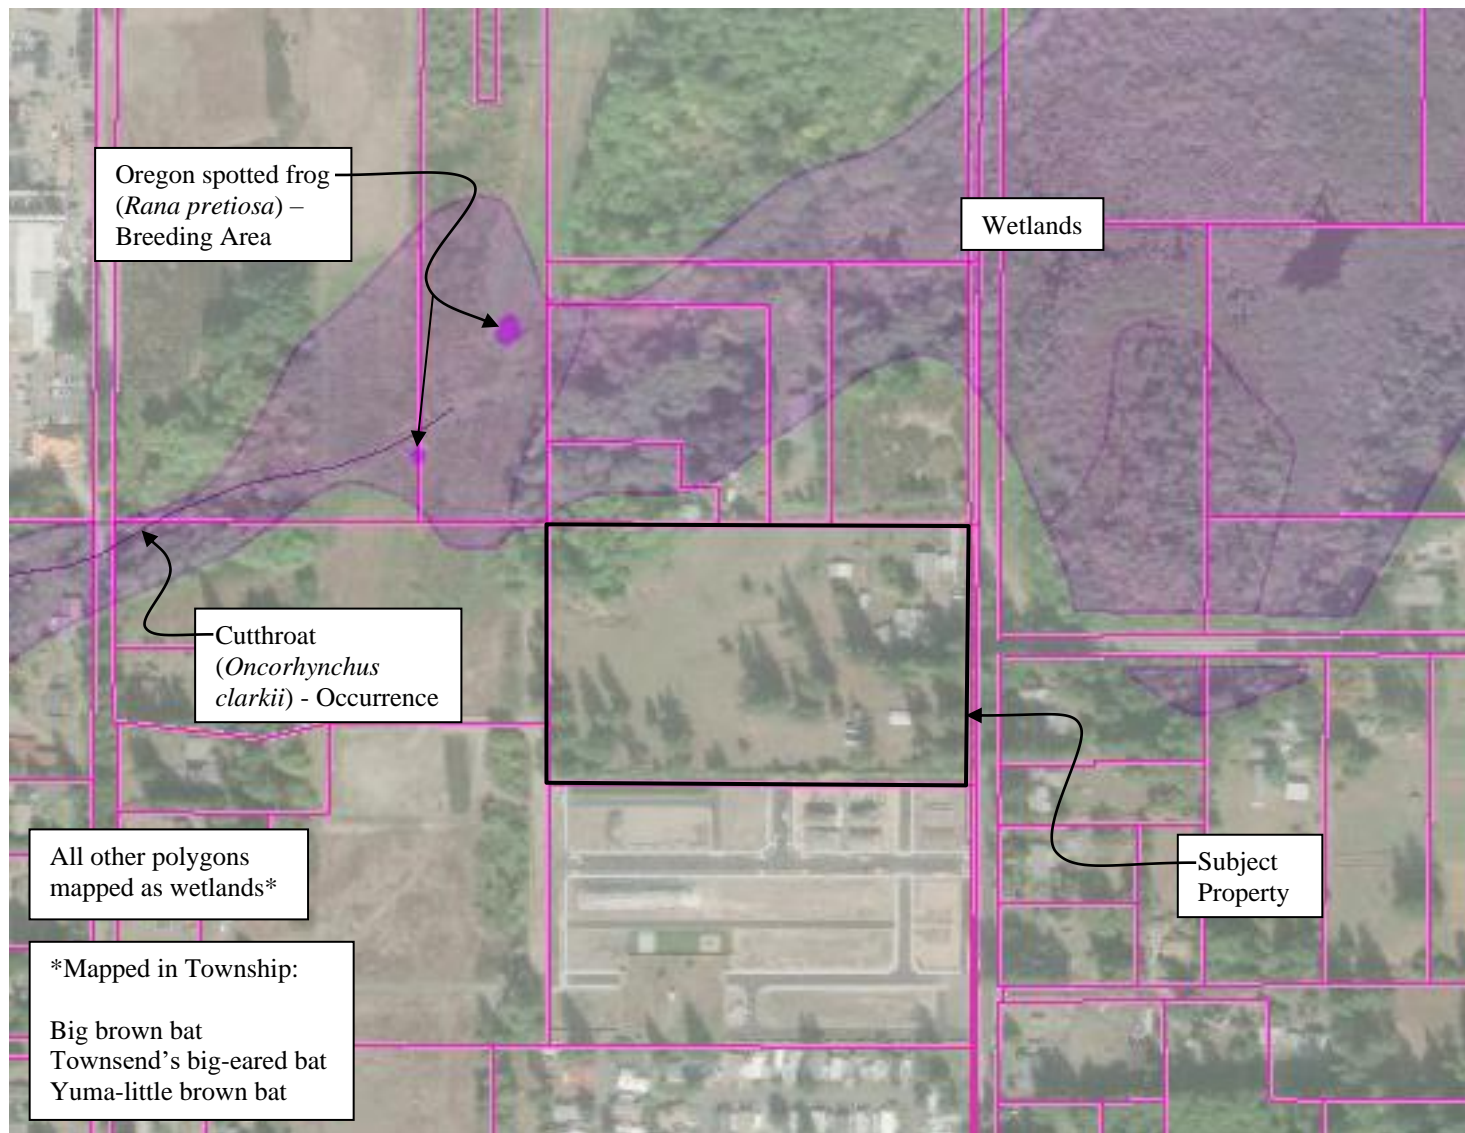 Oregon spotted frog
(Rana pretiosa) –
Breeding Area
Wetlands
Cutthroat
(Oncorhynchus
clarkii) - Occurrence
Subject
Property
All other polygons
mapped as wetlands*
*Mapped in Township:
Big brown bat
Townsend’s big-eared bat
Yuma-little brown bat